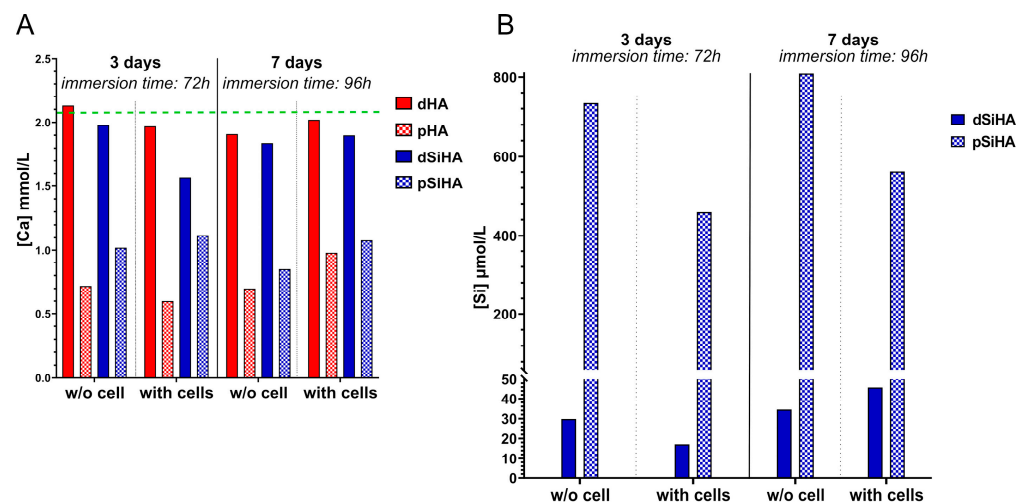 A
3 days
7 days
immersion time: 72h
immersion time: 96h
[Ca] mmol/L
2.5
2.0
1.5
1.0
0.5
0.0
w/o cell
with cells
w/o cell
with cells
dHA
pHA
dSiHA
pSiHA
B
3 days
7 days
immersion time: 72h
immersion time: 96h
[Si] µmol/L
800
600
400
200
50
40
30
20
10
0
w/o cell
with cells
w/o cell
with cells
dSiHA
pSiHA